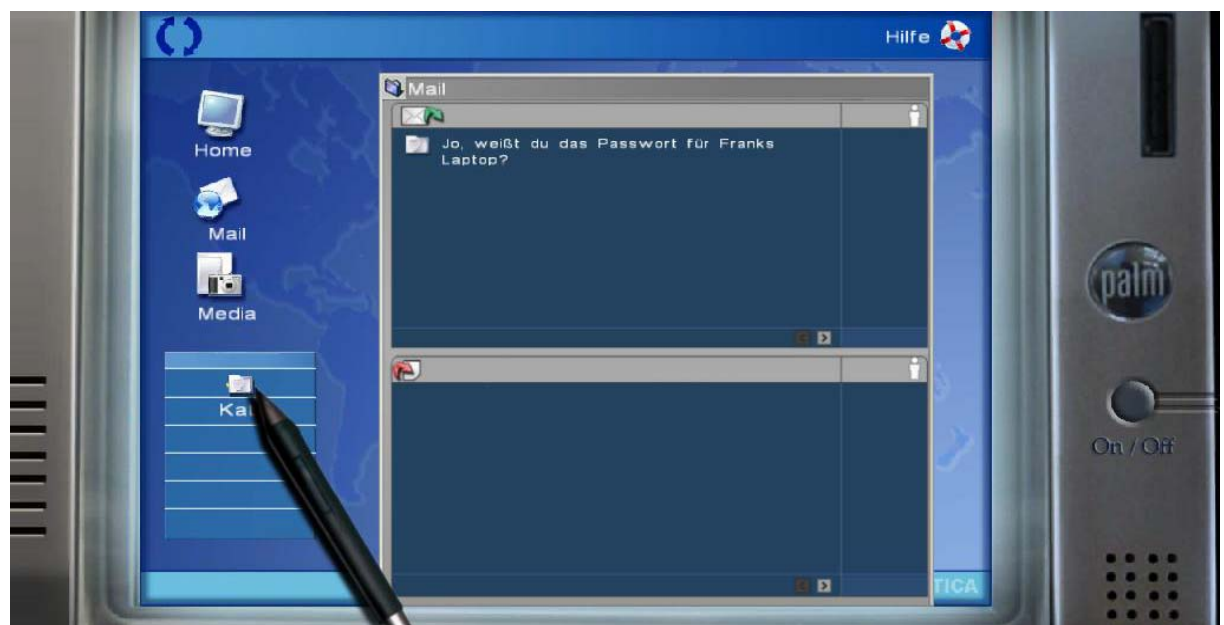 Hilfe
Mail
Jo, weißt du das Passwort für Franks
Laptop?
Home
Mail
Media
palm
On / Off